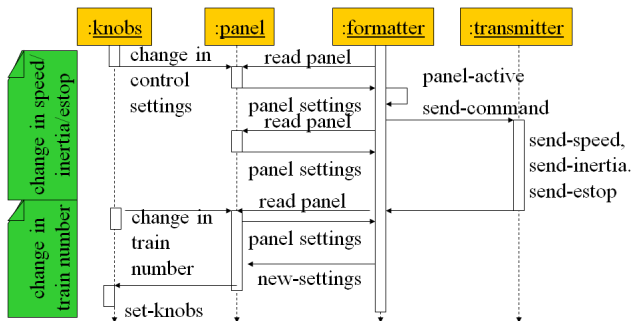 :knobs
:panel
:formatter
:transmitter
change in
control
settings
read panel
panel-active
panel settings
send-command
read panel
panel settings
send-speed,
send-inertia.
send-estop
change in speed/
inertia/estop
read panel
change in
train
number
panel settings
new-settings
set-knobs
change in
train number